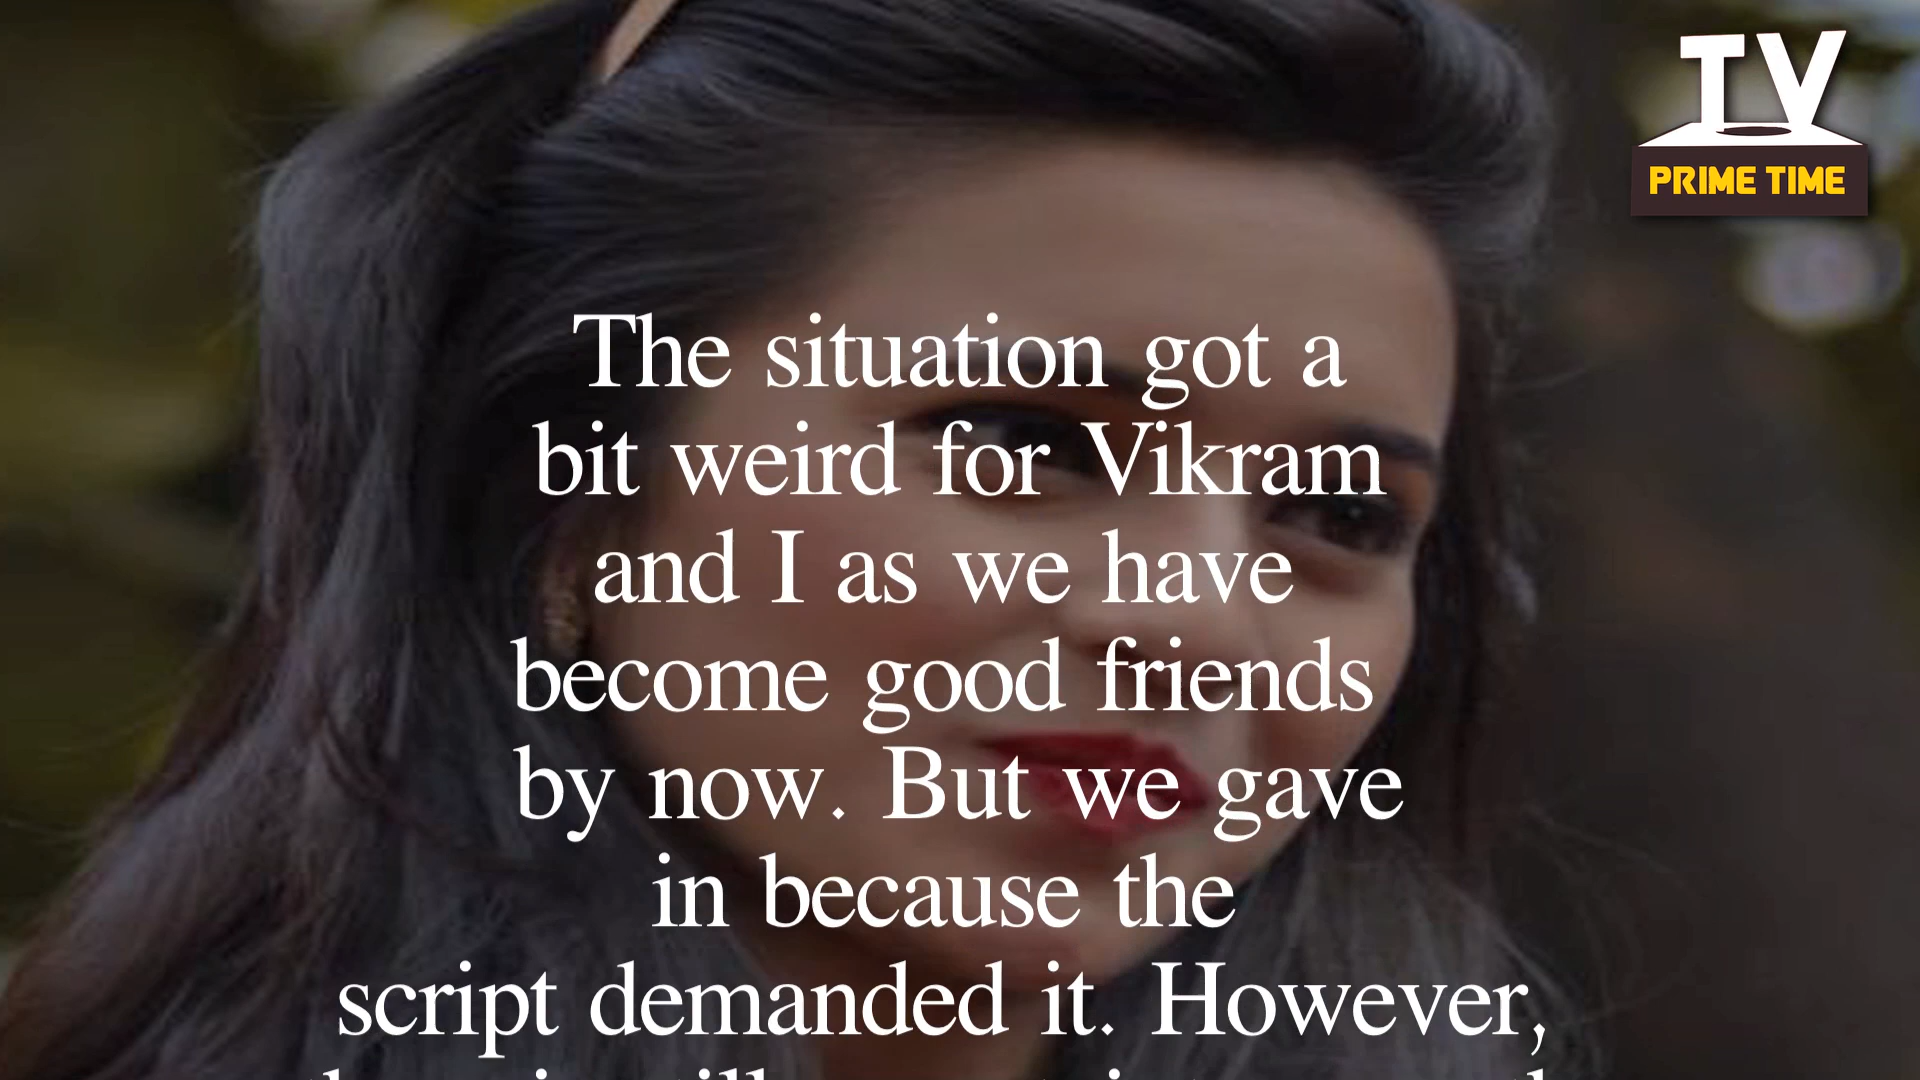 TV
PRIME TIME
The situation got a
bit weird for Vikram
and I as we have
become good friends
by now. But we gave
in because the
script demanded it. However,